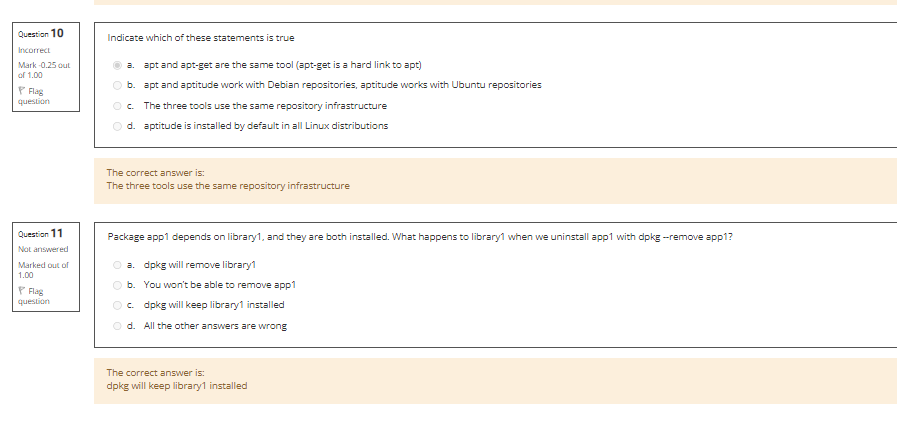 Question 10
Incorrect
Mark -0.25 out
of 1.00
Flag
question
Indicate which of these statements is true
a. apt and apt-get are the same tool (apt-get is a hard link to apt)
b. apt and aptitude work with Debian repositories, aptitude works with Ubuntu repositories
c. The three tools use the same repository infrastructure
d. aptitude is installed by default in all Linux distributions
The correct answer is:
The three tools use the same repository infrastructure
Question 11
Not answered
Marked out of
1.00
Flag
question
Package app1 depends on library1, and they are both installed. What happens to library1 when we uninstall app1 with dpkg --remove app1?
a. dpkg will remove library1
b. You won't be able to remove app1
c. dpkg will keep library1 installed
d. All the other answers are wrong
The correct answer is:
dpkg will keep library1 installed